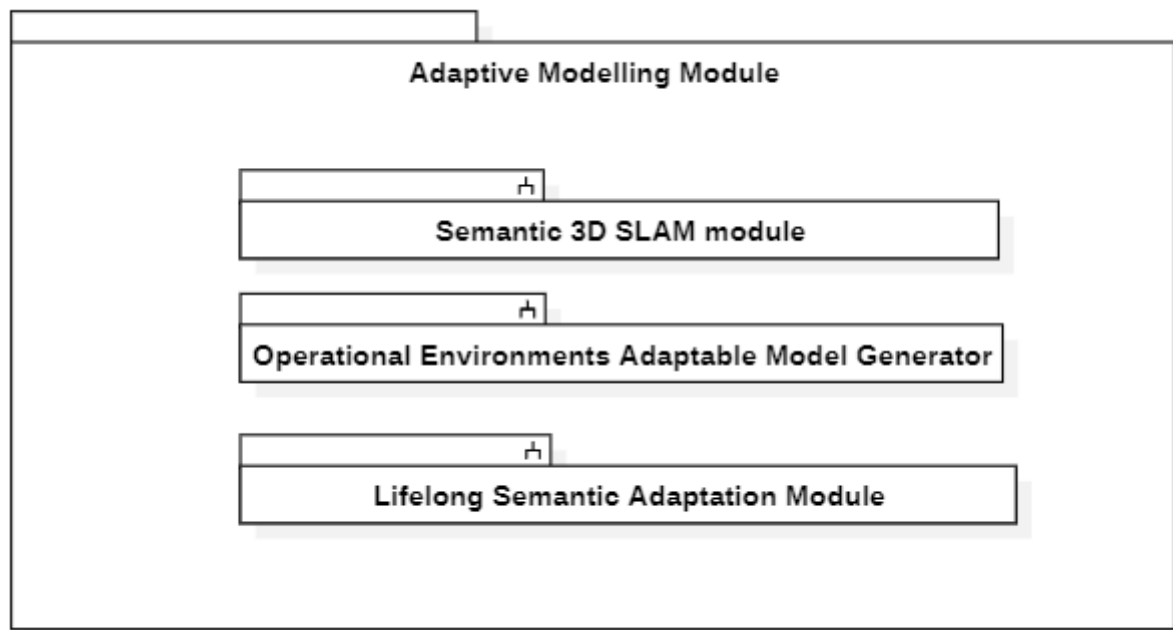 Adaptive Modelling Module
Semantic 3D SLAM module
Operational Environments Adaptable Model Generator
Lifelong Semantic Adaptation Module